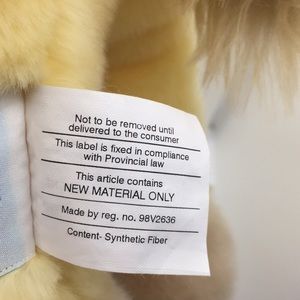 Not to be removed until
delivered to the consumer
This label is fixed in compliance
with Provincial law
This article contains
NEW MATERIAL ONLY
Made by reg. no. 98V2636
Content- Synthetic Fiber